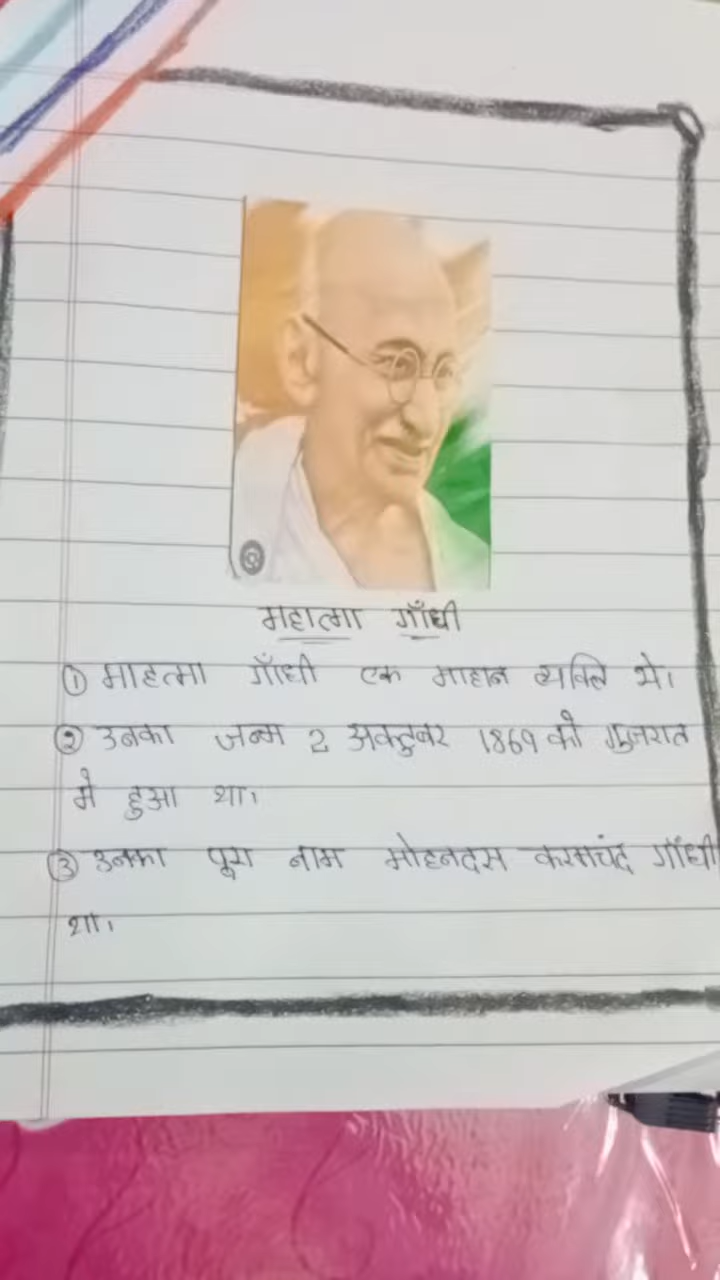 महात्मा गाँधी
① माहत्मा गाँधी एक माहान व्यक्ति थे।
② उनका जन्म 2 अक्टुबर 1869 को गुजरात
मे हुआ था।
③ उनका पूरा नाम मोहनदस करमचंद गाँधी
था।